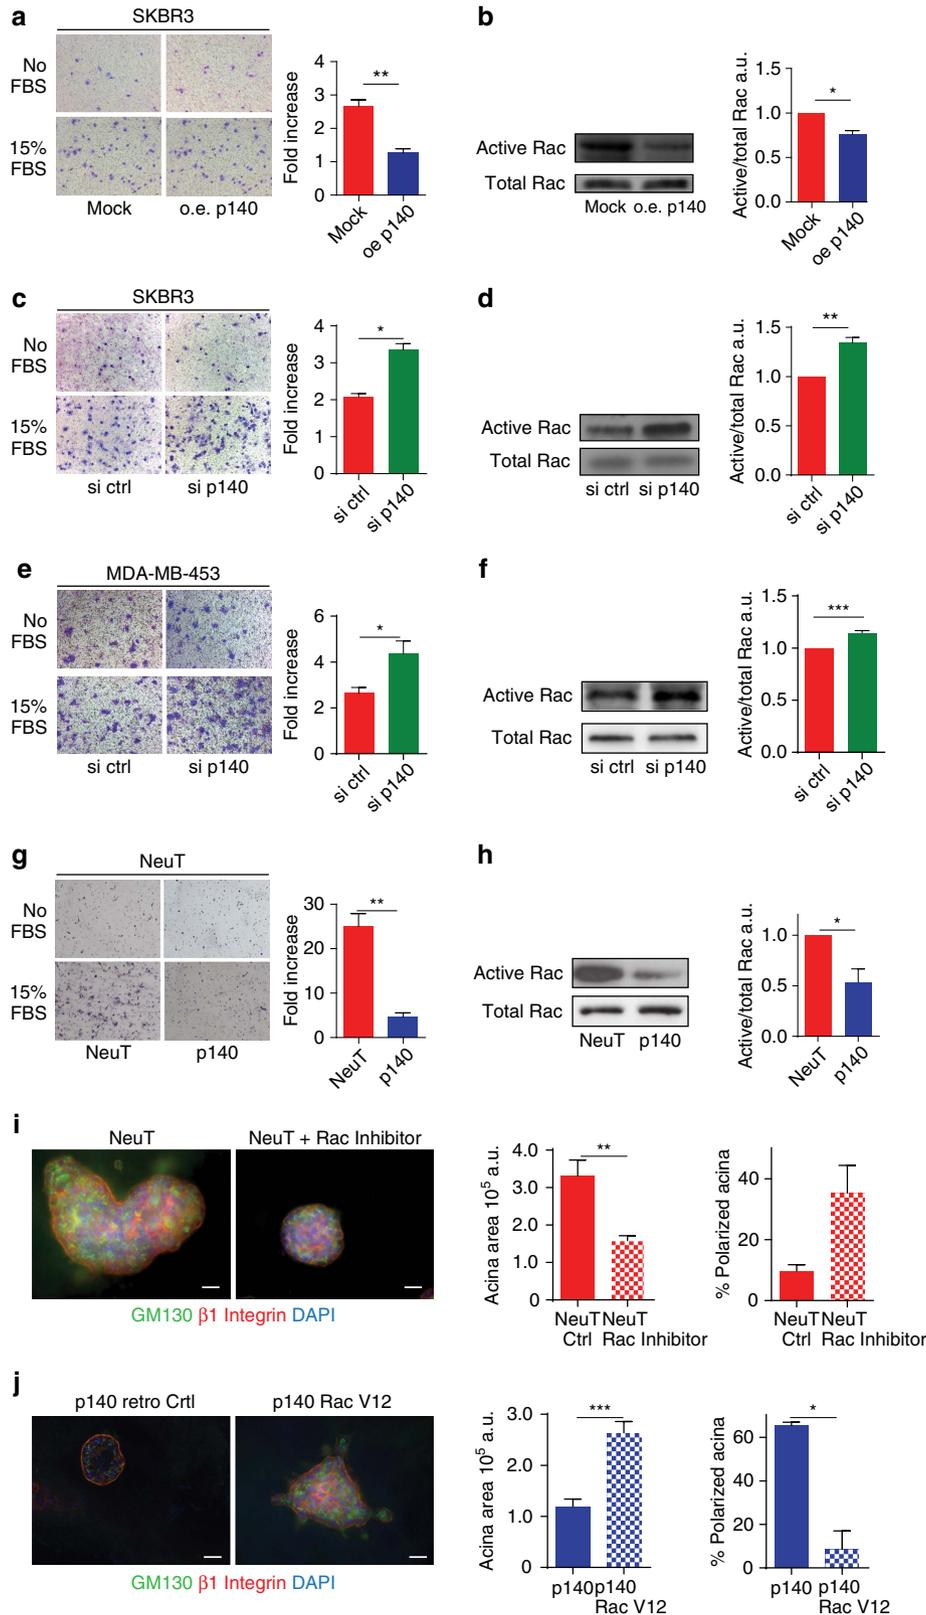 a
SKBR3
No
FBS
15%
FBS
Mock
o.e. p140
Fold increase
4
3
2
1
0
**
Mock
oe p140
b
Active Rac
Total Rac
Mock o.e. p140
Active/total Rac a.u.
1.5
1.0
0.5
0.0
*
Mock
oe p140
c
SKBR3
No
FBS
15%
FBS
si ctrl
si p140
Fold increase
4
3
2
1
0
*
si ctrl
si p140
d
Active Rac
Total Rac
si ctrl si p140
Active/total Rac a.u.
1.5
1.0
0.5
0.0
**
si ctrl
si p140
e
MDA-MB-453
No
FBS
15%
FBS
si ctrl
si p140
Fold increase
6
4
2
0
*
si ctrl
si p140
f
Active Rac
Total Rac
si ctrl si p140
Active/total Rac a.u.
1.5
1.0
0.5
0.0
***
si ctrl
si p140
g
NeuT
No
FBS
15%
FBS
NeuT
p140
Fold increase
30
20
10
0
**
NeuT
p140
h
Active Rac
Total Rac
NeuT p140
Active/total Rac a.u.
1.0
0.5
0.0
*
NeuT
p140
i
NeuT
NeuT + Rac Inhibitor
GM130 β1 Integrin DAPI
Acina area 10⁵ a.u.
4.0
3.0
2.0
1.0
0
**
NeuT NeuT
Ctrl Rac Inhibitor
% Polarized acina
40
20
0
NeuT NeuT
Ctrl Rac Inhibitor
j
p140 retro Crtl
p140 Rac V12
GM130 β1 Integrin DAPI
Acina area 10⁵ a.u.
3.0
2.0
1.0
0
***
p140 p140
Rac V12
% Polarized acina
60
40
20
0
*
p140 p140
Rac V12